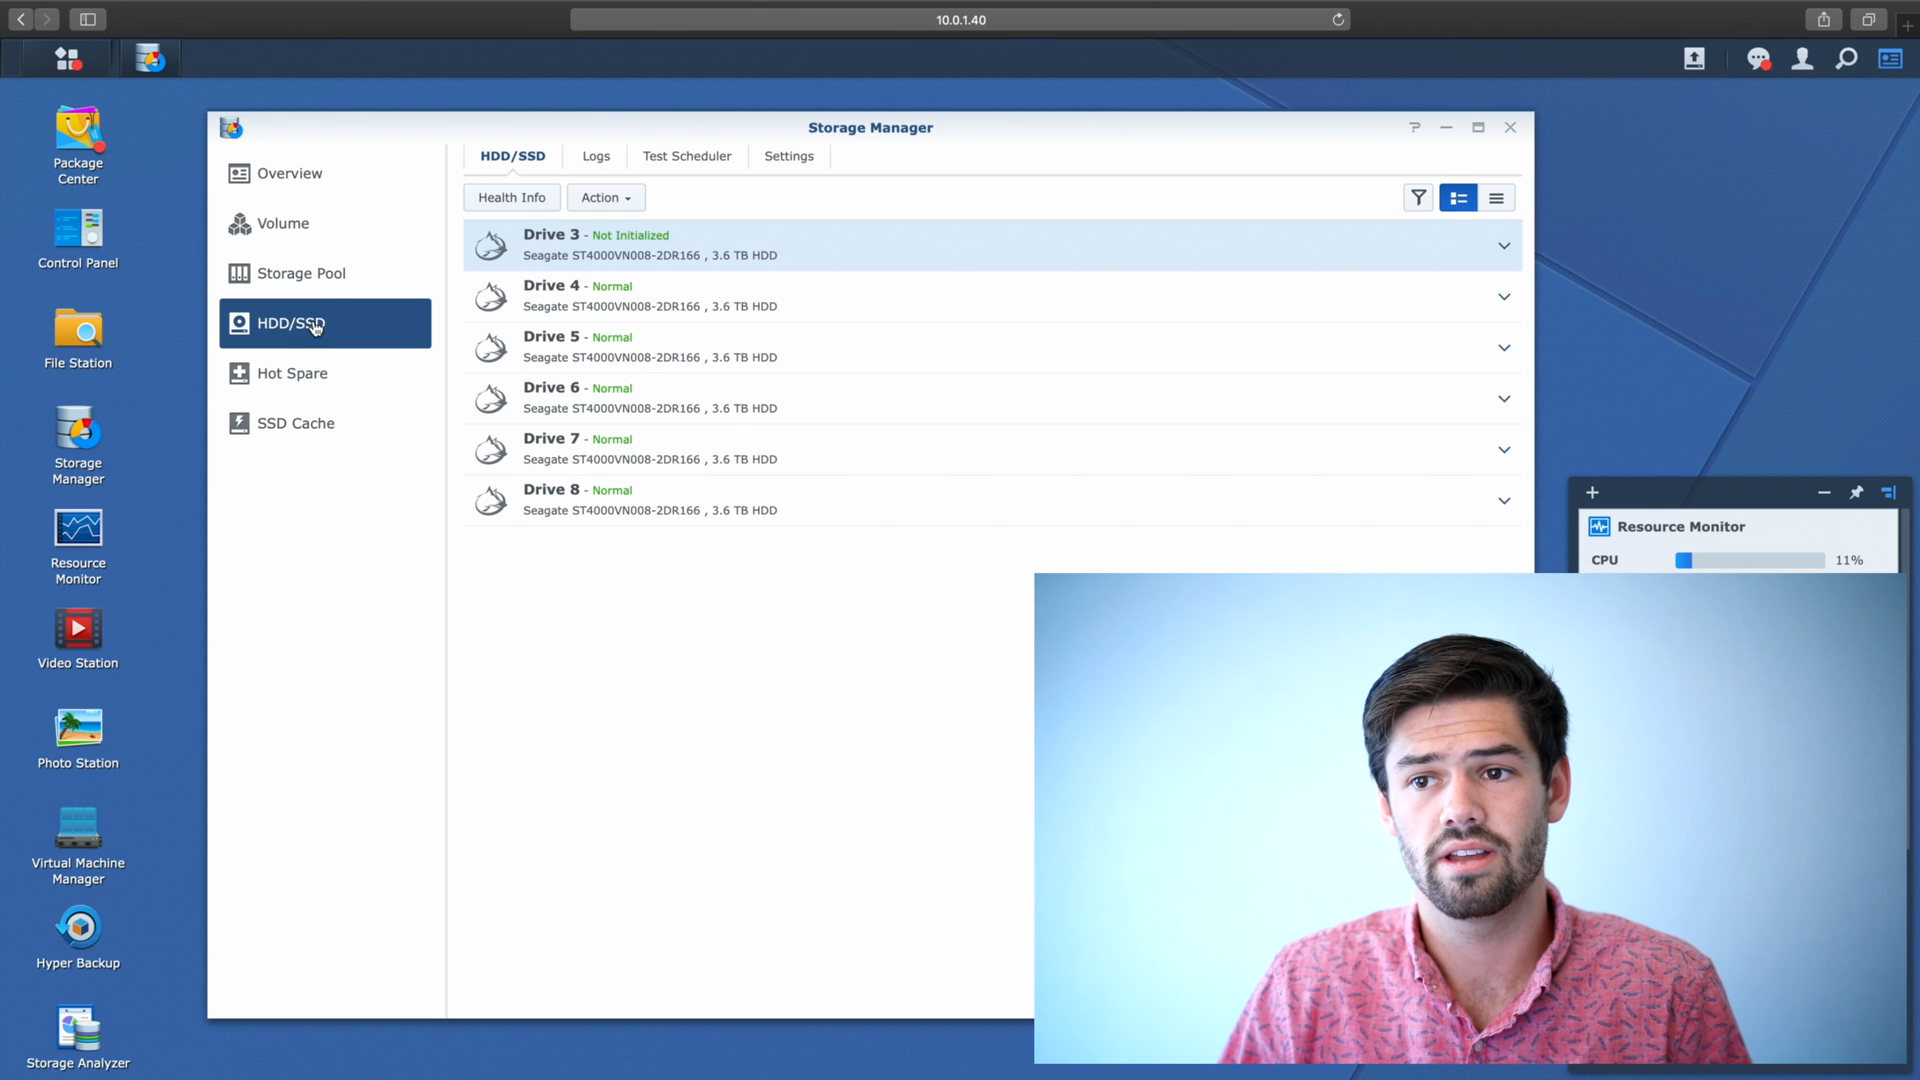 10.0.1.40
Storage Manager
Package
Center
Control Panel
File Station
Storage
Manager
Resource
Monitor
Video Station
Photo Station
Virtual Machine
Manager
Hyper Backup
Storage Analyzer
Overview
Volume
Storage Pool
HDD/SSD
Hot Spare
SSD Cache
HDD/SSD Logs Test Scheduler Settings
Health Info Action
Drive 3 - Not Initialized
Seagate ST4000VN008-2DR166 , 3.6 TB HDD
Drive 4 - Normal
Seagate ST4000VN008-2DR166 , 3.6 TB HDD
Drive 5 - Normal
Seagate ST4000VN008-2DR166 , 3.6 TB HDD
Drive 6 - Normal
Seagate ST4000VN008-2DR166 , 3.6 TB HDD
Drive 7 - Normal
Seagate ST4000VN008-2DR166 , 3.6 TB HDD
Drive 8 - Normal
Seagate ST4000VN008-2DR166 , 3.6 TB HDD
Resource Monitor
CPU 11%